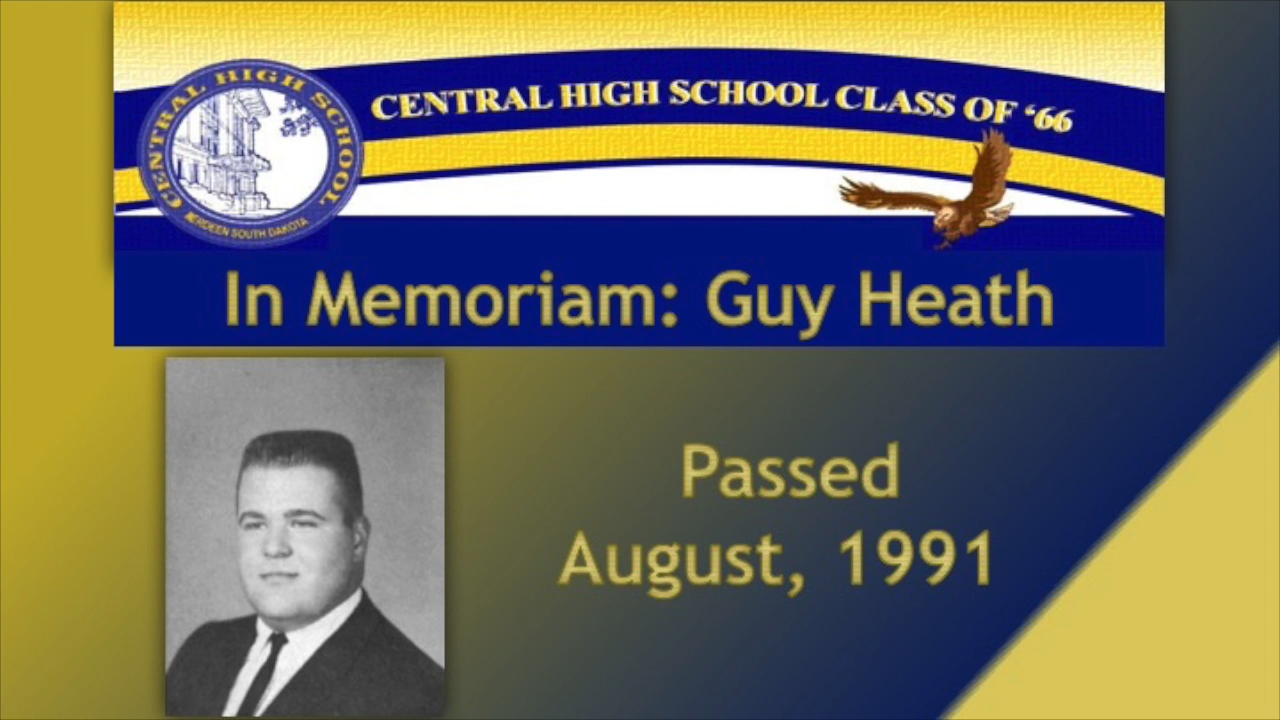 CENTRAL HIGH SCHOOL
ABERDEEN SOUTH DAKOTA
CENTRAL HIGH SCHOOL CLASS OF ‘66
In Memoriam: Guy Heath
Passed
August, 1991